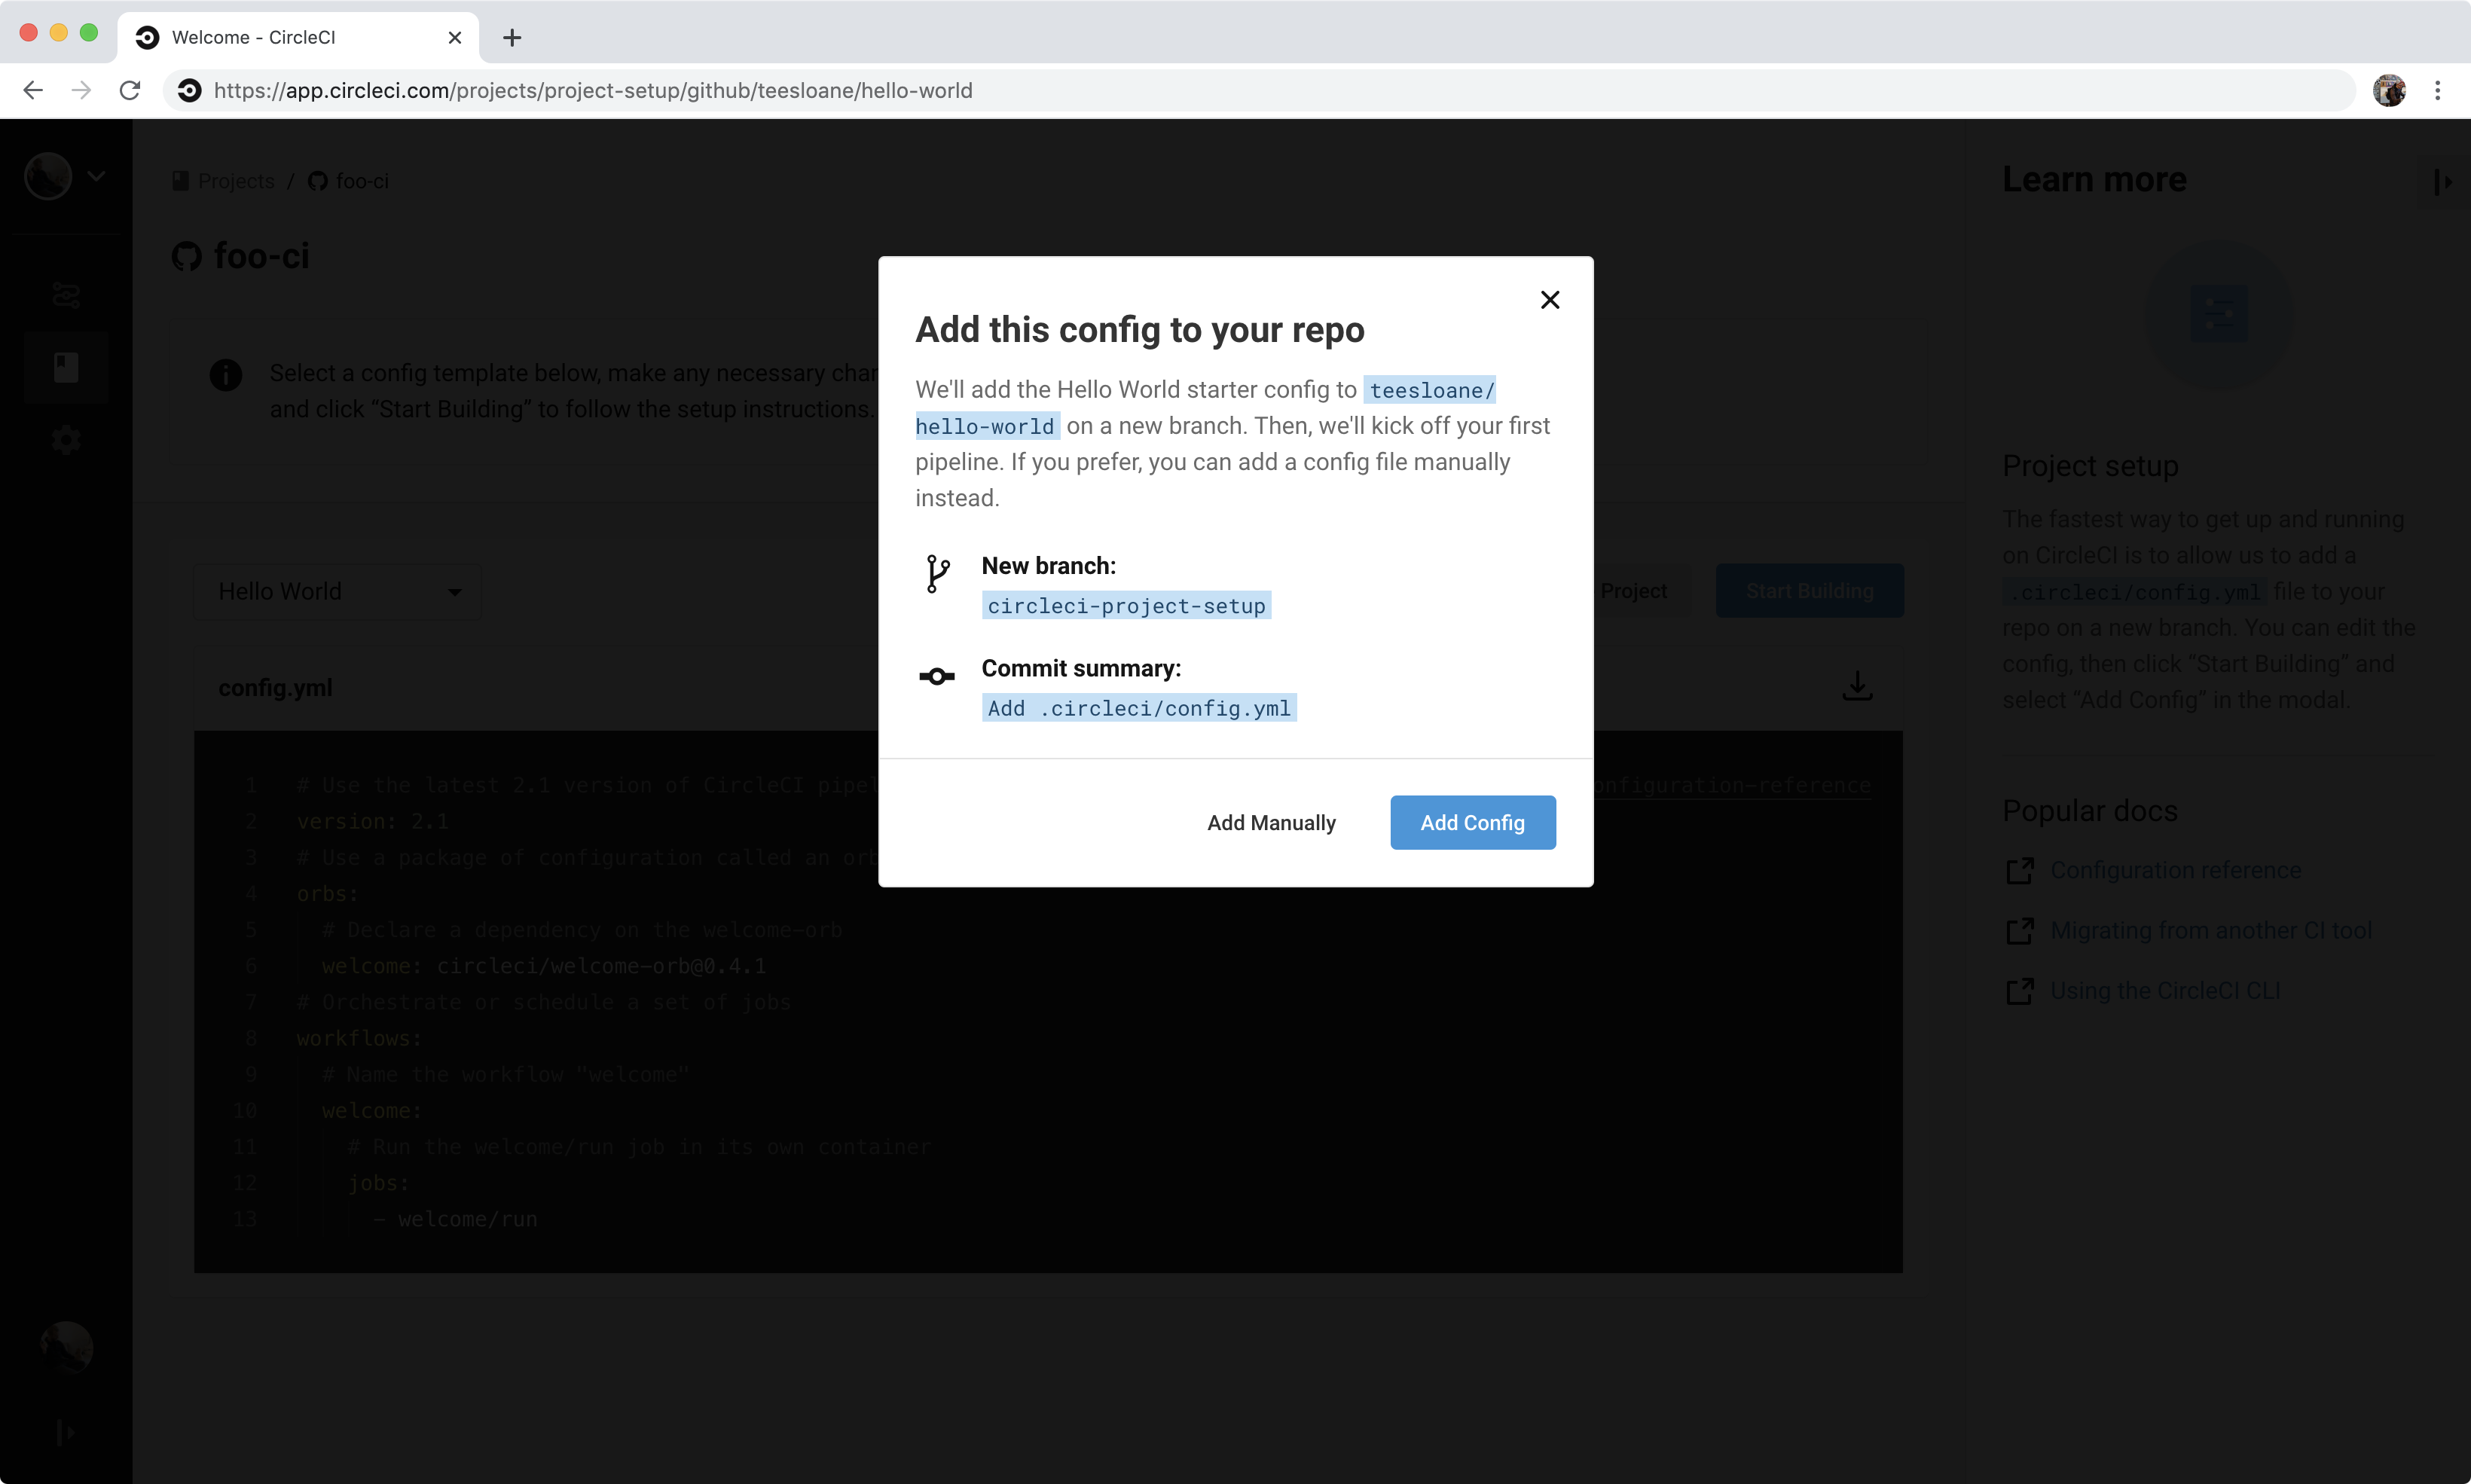 Welcome - CircleCI
https://app.circleci.com/projects/project-setup/github/teesloane/hello-world
Projects / foo-ci
foo-ci
Select a config template below, make any necessary
and click “Start Building” to follow the setup instructions.
Hello World
Project
Start Building
config.yml
1 # Use the latest 2.1 version of CircleCI
onfiguration-reference
2 version: 2.1
3 # Use a package of configuration called an orb
4 orbs:
5 # Declare a dependency on the welcome-orb
6 welcome: circleci/welcome-orb@0.4.1
7 # Orchestrate or schedule a set of jobs
8 workflows:
9 # Name the workflow "welcome"
10 welcome:
11 # Run the welcome/run job in its own container
12 jobs:
13 - welcome/run
Add this config to your repo
We'll add the Hello World starter config to teesloane/
hello-world on a new branch. Then, we'll kick off your first
pipeline. If you prefer, you can add a config file manually
instead.
New branch:
circleci-project-setup
Commit summary:
Add .circleci/config.yml
Add Manually
Add Config
Learn more
Project setup
The fastest way to get up and running
on CircleCI is to allow us to add a
.circleci/config.yml file to your
repo on a new branch. You can edit the
config, then click “Start Building” and
select “Add Config” in the modal.
Popular docs
Configuration reference
Migrating from another CI tool
Using the CircleCI CLI